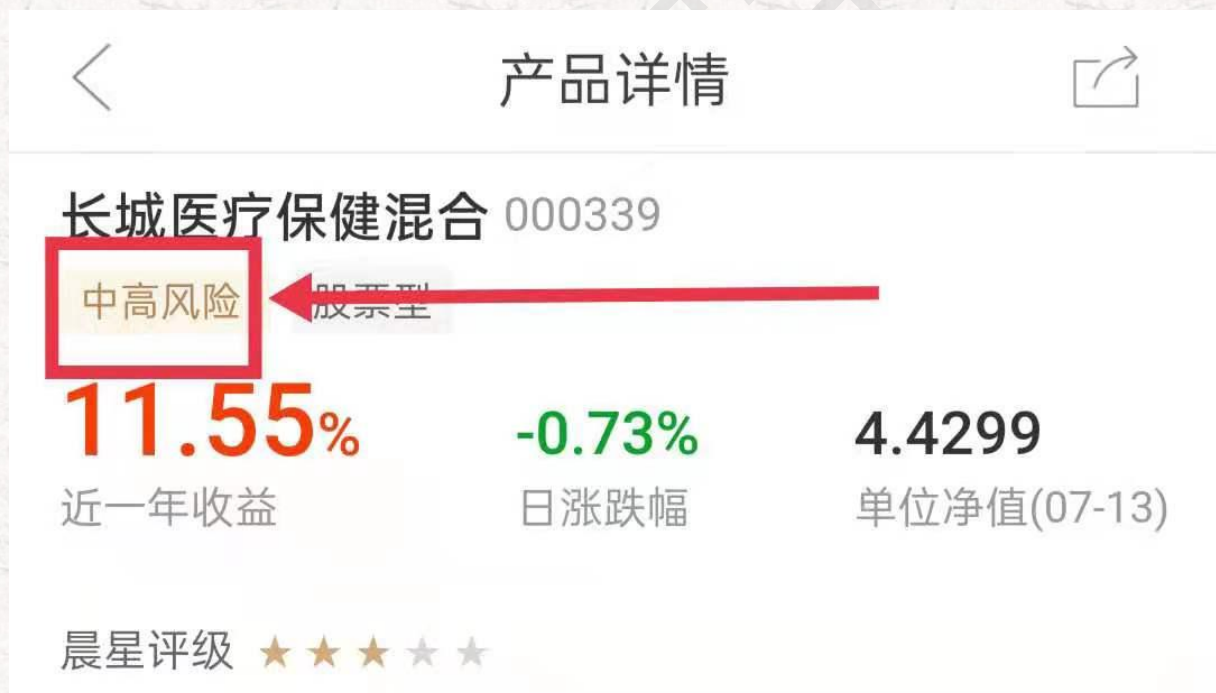 产品详情
长城医疗保健混合 000339
中高风险 股票型
11.55% -0.73% 4.4299
近一年收益 日涨跌幅 单位净值(07-13)
晨星评级